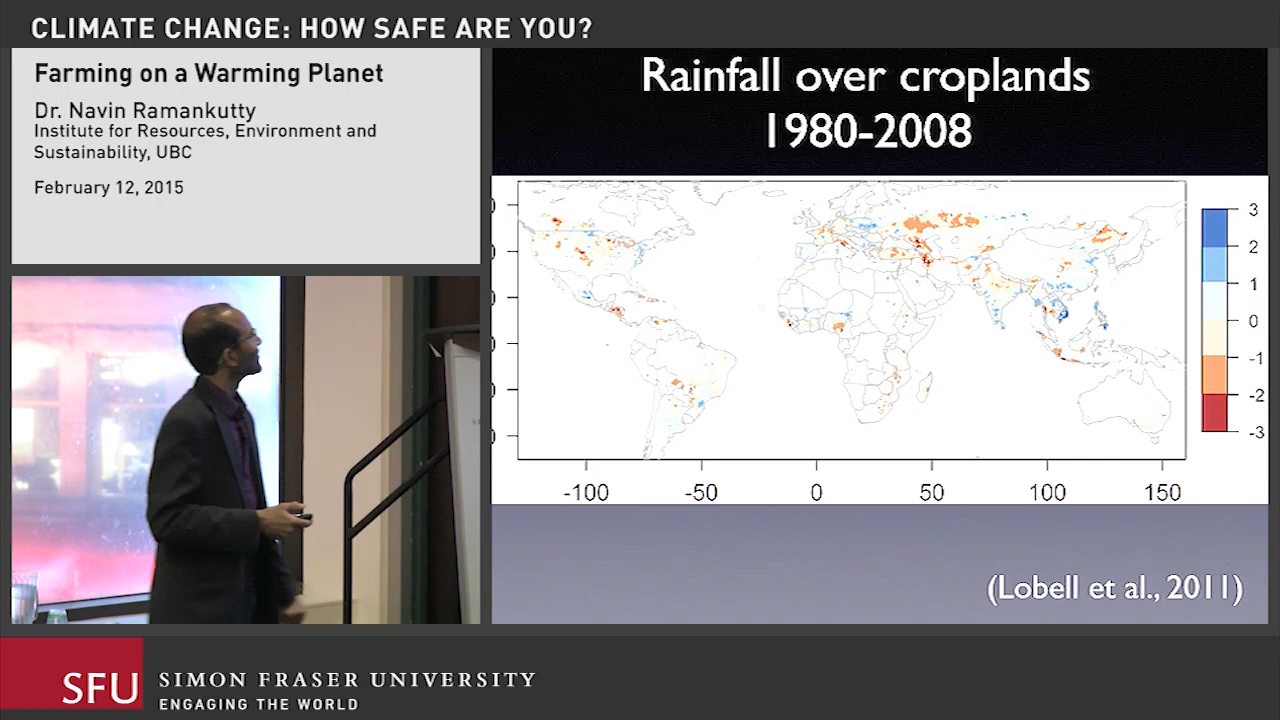 CLIMATE CHANGE: HOW SAFE ARE YOU?
Farming on a Warming Planet
Dr. Navin Ramankutty
Institute for Resources, Environment and
Sustainability, UBC
February 12, 2015
Rainfall over croplands
1980-2008
3
2
1
0
-1
-2
-3
-100 -50 0 50 100 150
(Lobell et al., 2011)
SFU
SIMON FRASER UNIVERSITY
ENGAGING THE WORLD